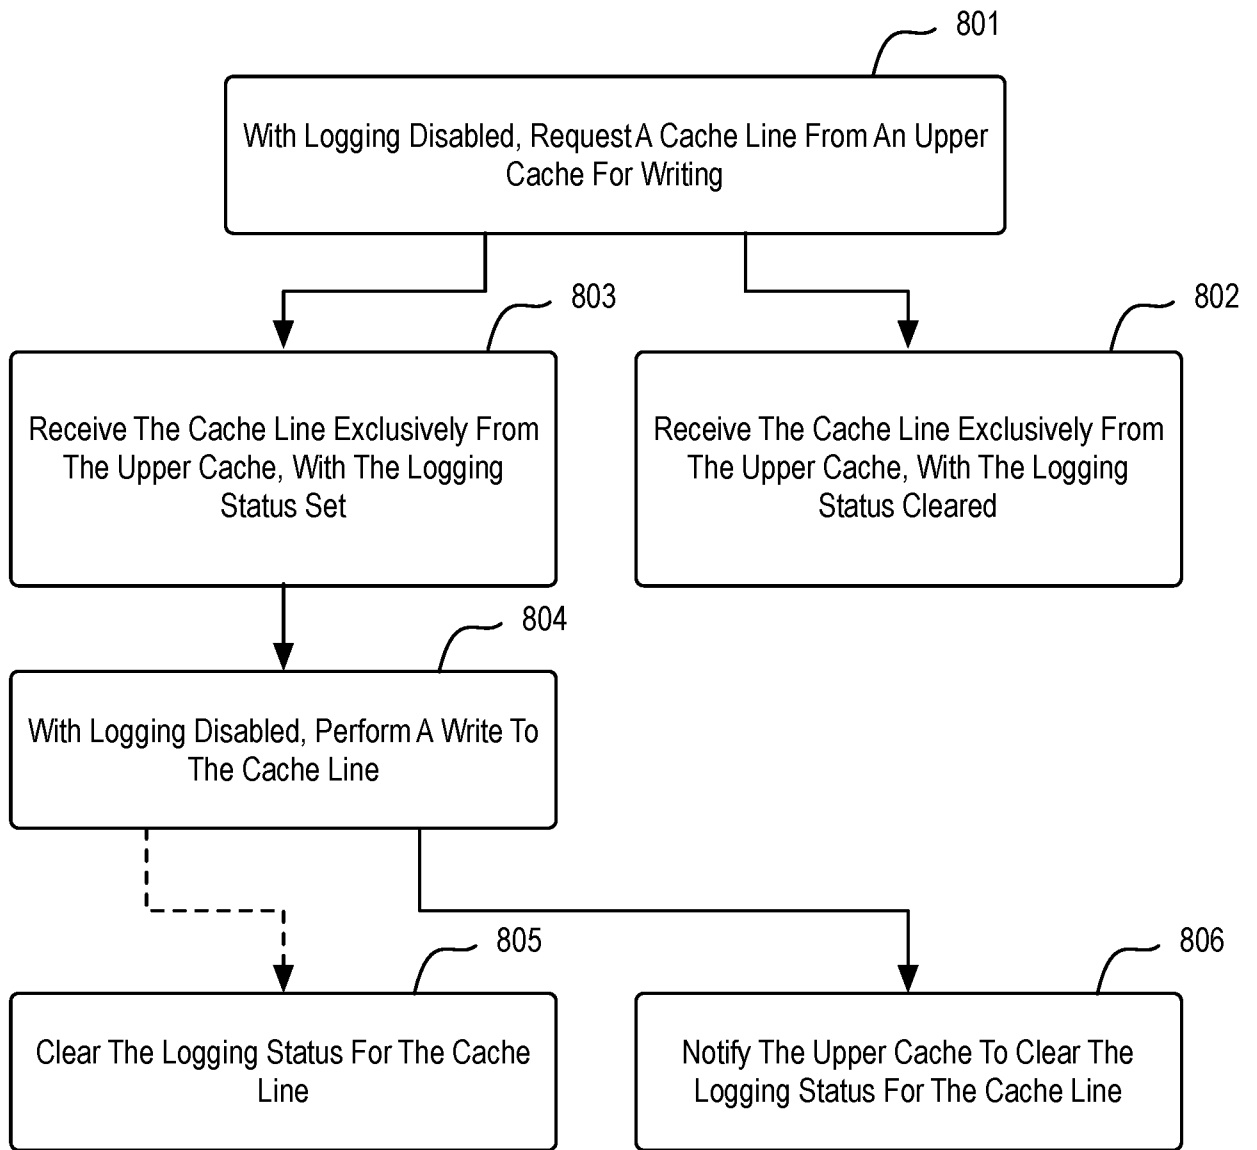 801
With Logging Disabled, Request A Cache Line From An Upper
Cache For Writing
803
802
Receive The Cache Line Exclusively From
The Upper Cache, With The Logging
Status Set
Receive The Cache Line Exclusively From
The Upper Cache, With The Logging
Status Cleared
804
With Logging Disabled, Perform A Write To
The Cache Line
805
806
Clear The Logging Status For The Cache
Line
Notify The Upper Cache To Clear The
Logging Status For The Cache Line